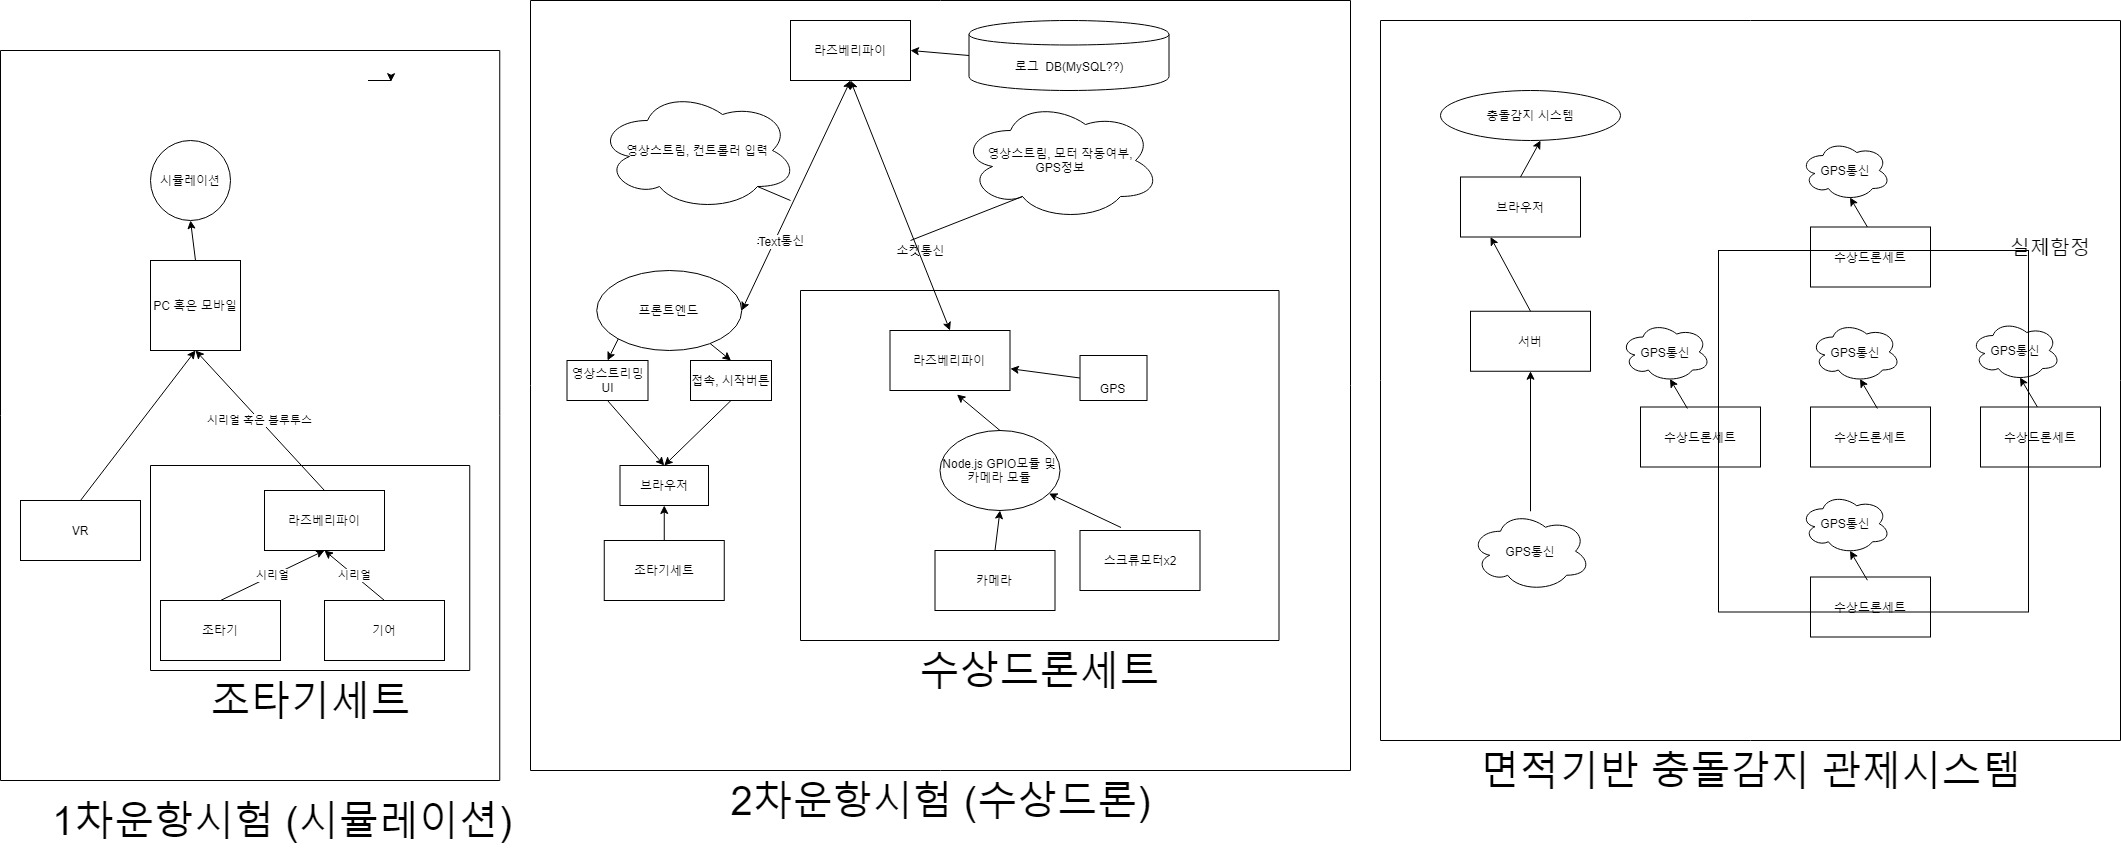 시뮬레이션
PC 혹은 모바일
시리얼 혹은 블루투스
VR
라즈베리파이
시리얼
시리얼
조타기
기어
조타기세트
1차운항시험 (시뮬레이션)
라즈베리파이
로그  DB(MySQL??)
영상스트림, 컨트롤러 입력
영상스트림, 모터 작동여부,
GPS정보
:Text통신
소켓통신
프론트엔드
영상스트리밍
UI
접속, 시작버튼
브라우저
조타기세트
라즈베리파이
GPS
Node.js GPIO모듈 및
카메라 모듈
카메라
스크류모터x2
수상드론세트
2차운항시험 (수상드론)
충돌감지 시스템
브라우저
서버
GPS통신
GPS통신
수상드론세트
실제함정
GPS통신
수상드론세트
GPS통신
수상드론세트
GPS통신
수상드론세트
GPS통신
수상드론세트
면적기반 충돌감지 관제시스템